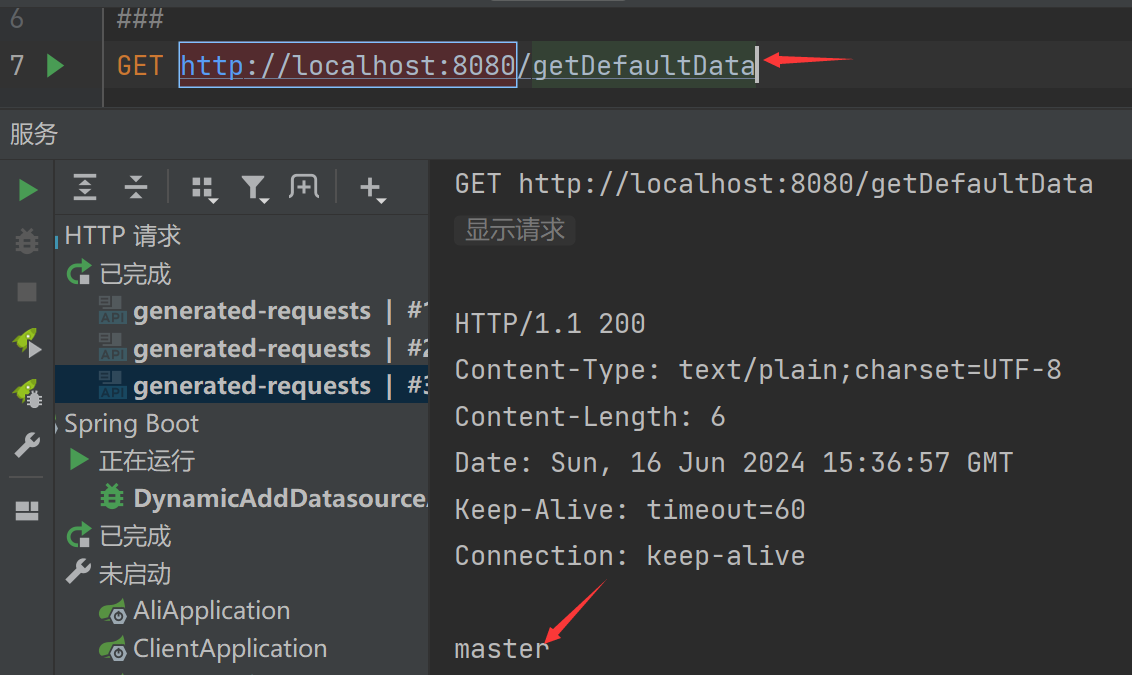 6 ###
7 GET http://localhost:8080/getDefaultData
服务
HTTP 请求
已完成
generated-requests | #1
generated-requests | #2
generated-requests | #3
Spring Boot
正在运行
DynamicAddDatasource
已完成
未启动
AliApplication
ClientApplication
GET http://localhost:8080/getDefaultData
显示请求
HTTP/1.1 200
Content-Type: text/plain;charset=UTF-8
Content-Length: 6
Date: Sun, 16 Jun 2024 15:36:57 GMT
Keep-Alive: timeout=60
Connection: keep-alive
master